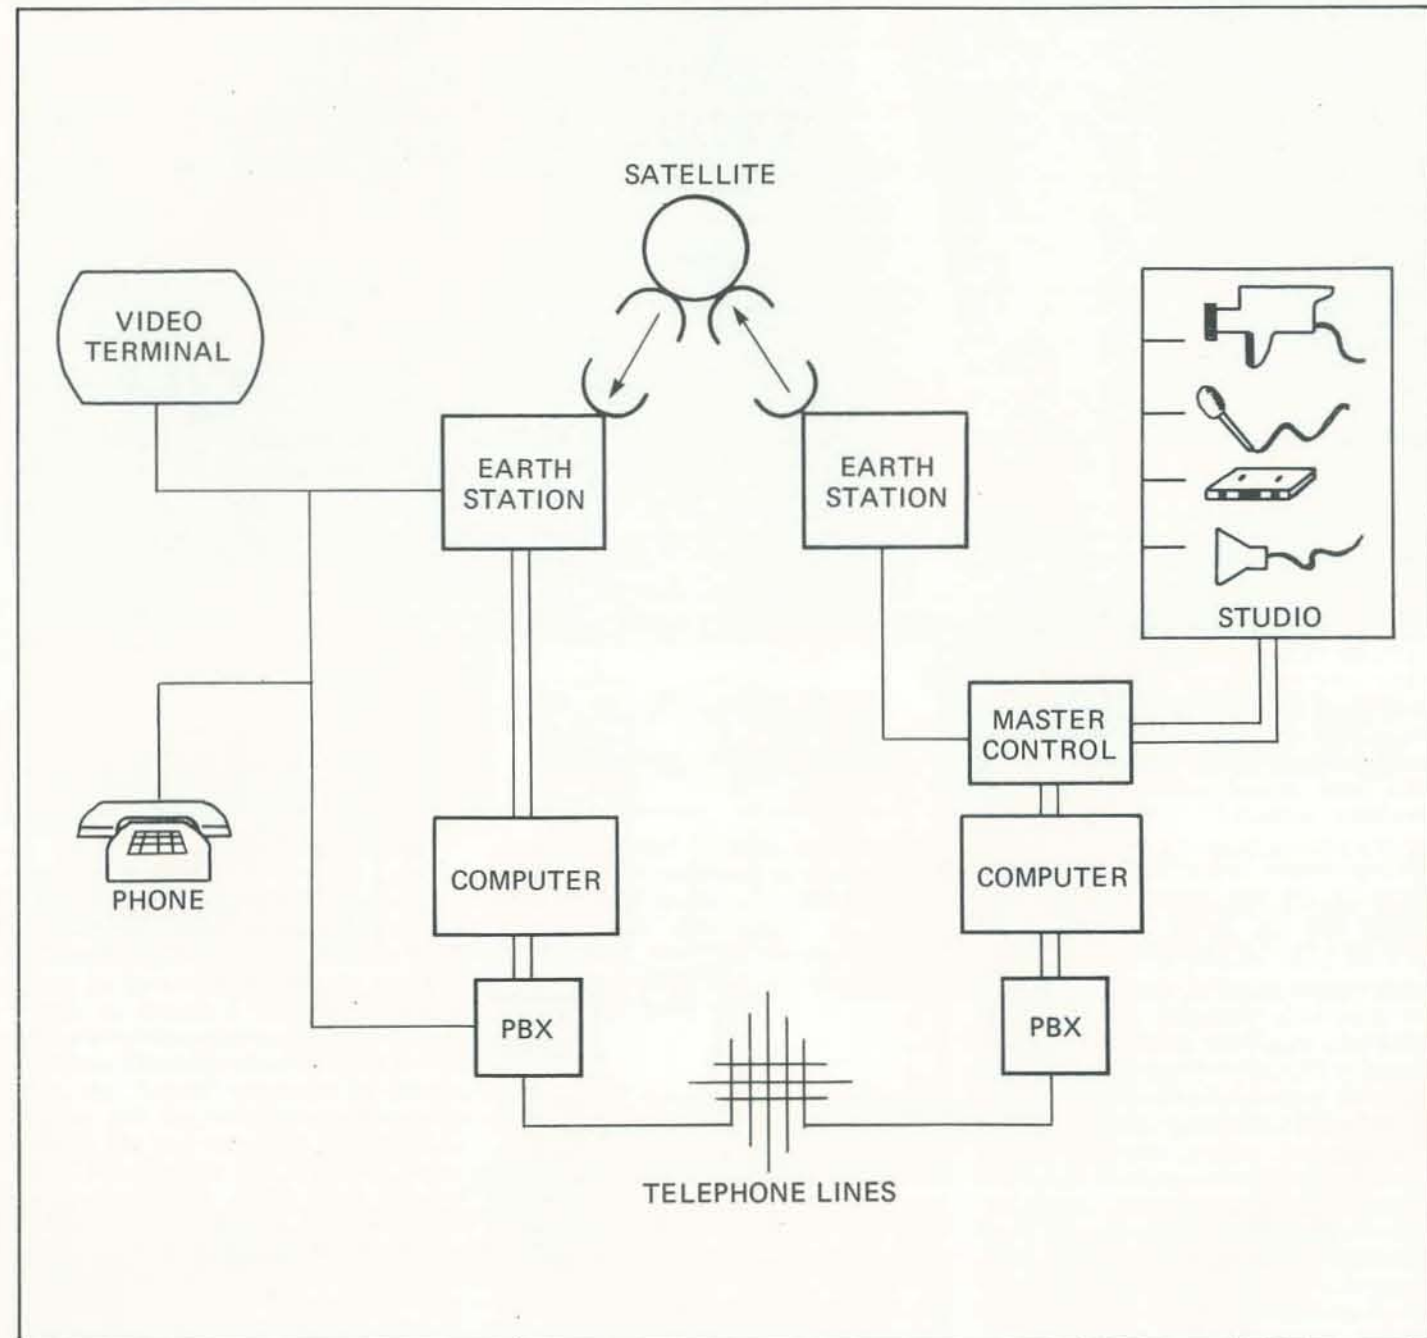 SATELLITE
VIDEO
TERMINAL
EARTH
STATION
EARTH
STATION
STUDIO
MASTER
CONTROL
PHONE
COMPUTER
COMPUTER
PBX
PBX
TELEPHONE LINES